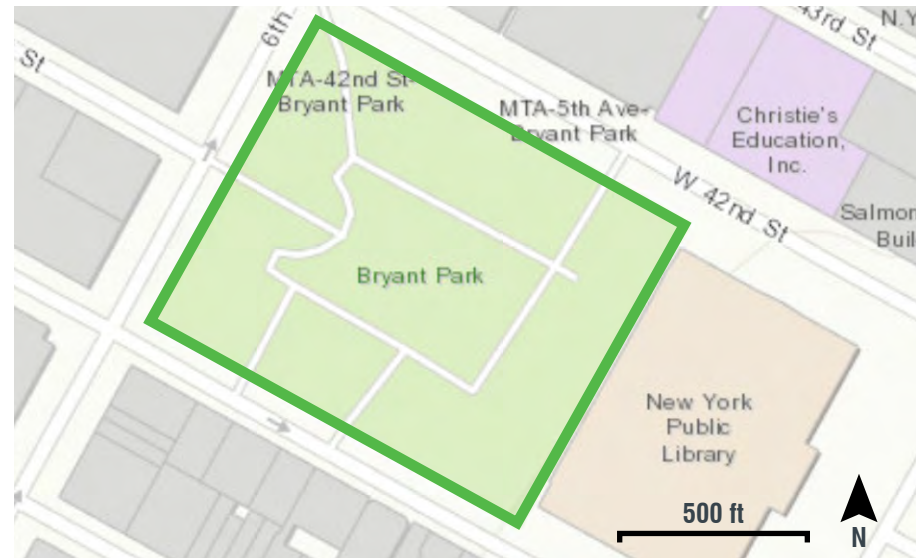 43rd St
N.Y
6th
St
MTA-42nd St-
Bryant Park
MTA-5th Ave-
Bryant Park
Christie's
Education,
Inc.
W 42nd St
Salmon
Buil
Bryant Park
New York
Public
Library
500 ft
N